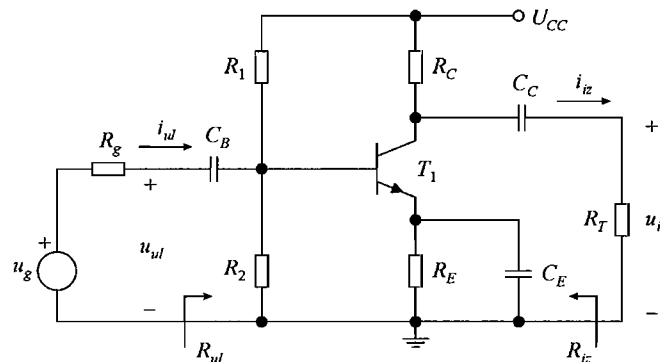 U_CC
R_1
R_C
C_C
i_iz
R_g
i_ul
C_B
+
+
T_1
+
u_g
u_ul
R_2
R_E
C_E
R_T
u_i
−
−
R_ul
R_iz